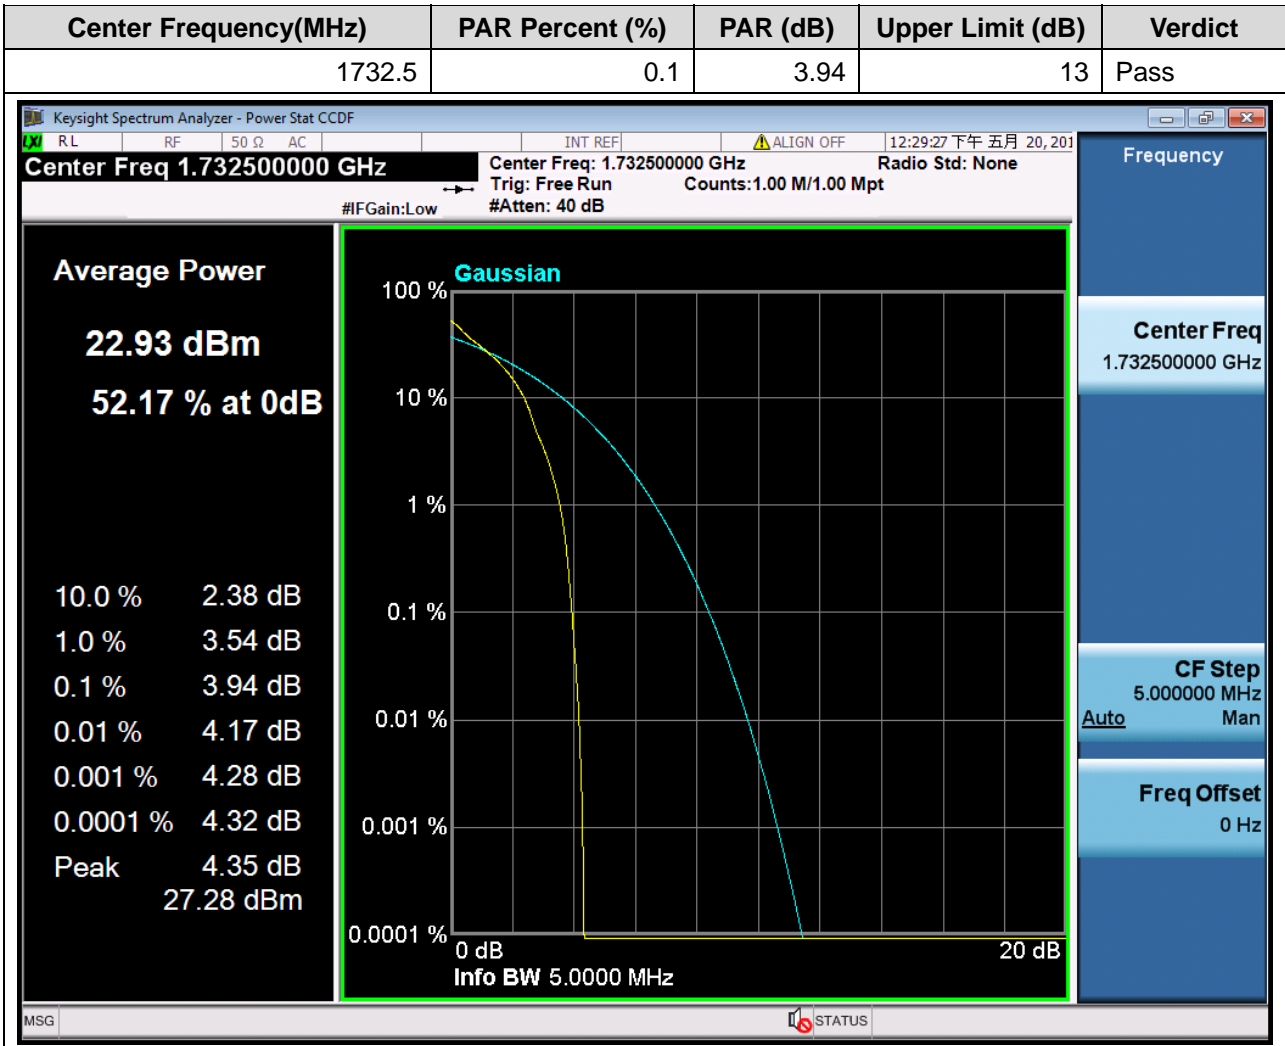 Center Frequency(MHz) PAR Percent (%) PAR (dB) Upper Limit (dB) Verdict
1732.5 0.1 3.94 13 Pass
Keysight Spectrum Analyzer - Power Stat CCDF
LXI RL RF 50 Ω AC INT REF ALIGN OFF 12:29:27 下午 五月 20, 201
Center Freq 1.732500000 GHz
Center Freq: 1.732500000 GHz Radio Std: None
Trig: Free Run Counts:1.00 M/1.00 Mpt
#IFGain:Low #Atten: 40 dB
Average Power
22.93 dBm
52.17 % at 0dB
10.0 % 2.38 dB
1.0 % 3.54 dB
0.1 % 3.94 dB
0.01 % 4.17 dB
0.001 % 4.28 dB
0.0001 % 4.32 dB
Peak 4.35 dB
27.28 dBm
Gaussian
100 %
10 %
1 %
0.1 %
0.01 %
0.001 %
0.0001 %
0 dB 20 dB
Info BW 5.0000 MHz
Frequency
Center Freq
1.732500000 GHz
CF Step
5.000000 MHz
Auto Man
Freq Offset
0 Hz
MSG STATUS